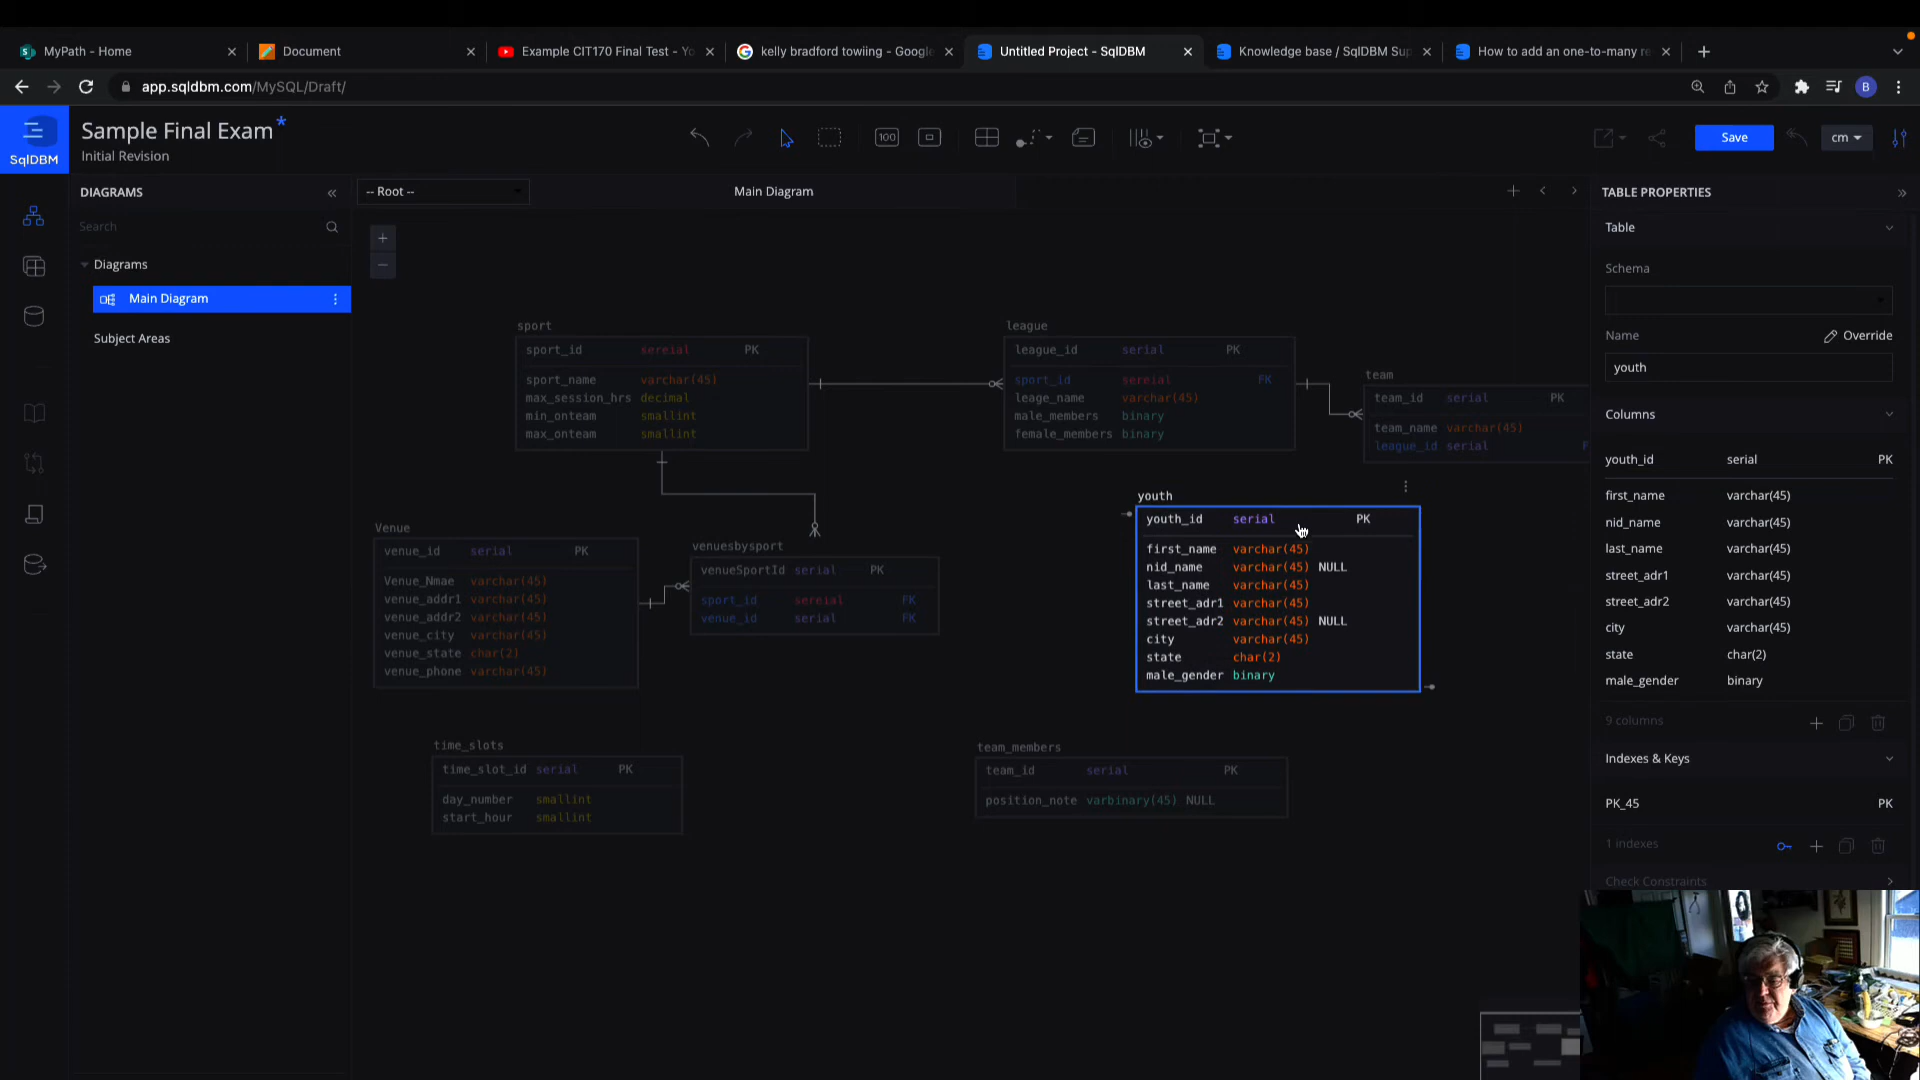 MyPath - Home
Document
Example CIT170 Final Test - Yo
kelly bradford towiing - Google
Untitled Project - SqlDBM
Knowledge base / SqlDBM Sup
How to add an one-to-many re
app.sqldbm.com/MySQL/Draft/
B
SqlDBM
Sample Final Exam *
Initial Revision
100
Save
cm
DIAGRAMS
Search
Diagrams
Main Diagram
Subject Areas
-- Root --
Main Diagram
sport
sport_id sereial PK
sport_name varchar(45)
max_session_hrs decimal
min_onteam smallint
max_onteam smallint
league
league_id serial PK
sport_id sereial FK
leage_name varchar(45)
male_members binary
female_members binary
team
team_id serial PK
team_name varchar(45)
league_id serial F
Venue
venue_id serial PK
Venue_Nmae varchar(45)
venue_addr1 varchar(45)
venue_addr2 varchar(45)
venue_city varchar(45)
venue_state char(2)
venue_phone varchar(45)
venuesbysport
venueSportId serial PK
sport_id sereial FK
venue_id serial FK
youth
youth_id serial PK
first_name varchar(45)
nid_name varchar(45) NULL
last_name varchar(45)
street_adr1 varchar(45)
street_adr2 varchar(45) NULL
city varchar(45)
state char(2)
male_gender binary
time_slots
time_slot_id serial PK
day_number smallint
start_hour smallint
team_members
team_id serial PK
position_note varbinary(45) NULL
TABLE PROPERTIES
Table
Schema
Name Override
youth
Columns
youth_id serial PK
first_name varchar(45)
nid_name varchar(45)
last_name varchar(45)
street_adr1 varchar(45)
street_adr2 varchar(45)
city varchar(45)
state char(2)
male_gender binary
9 columns
Indexes & Keys
PK_45 PK
1 indexes
Check Constraints